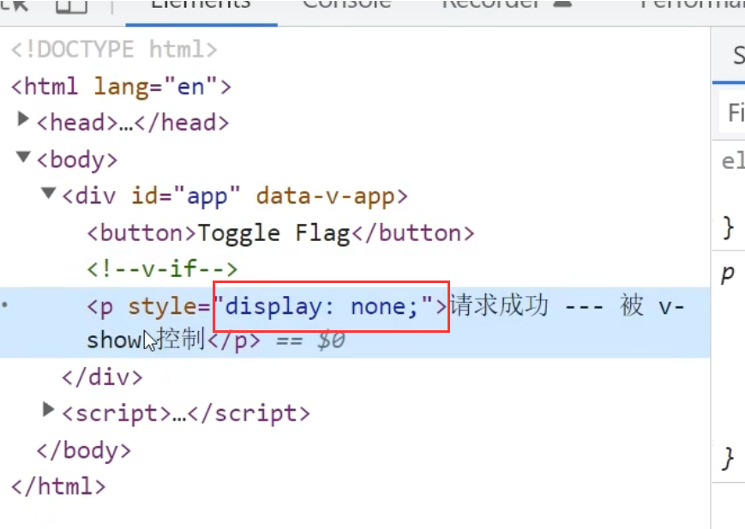 Elements Console Recorder
<!DOCTYPE html>
<html lang="en">
<head>…</head>
<body>
<div id="app" data-v-app>
<button>Toggle Flag</button>
<!--v-if-->
<p style="display: none;">请求成功 --- 被 v-
show 控制</p> == $0
</div>
<script>…</script>
</body>
</html>
S
Fi
el
}
p
}